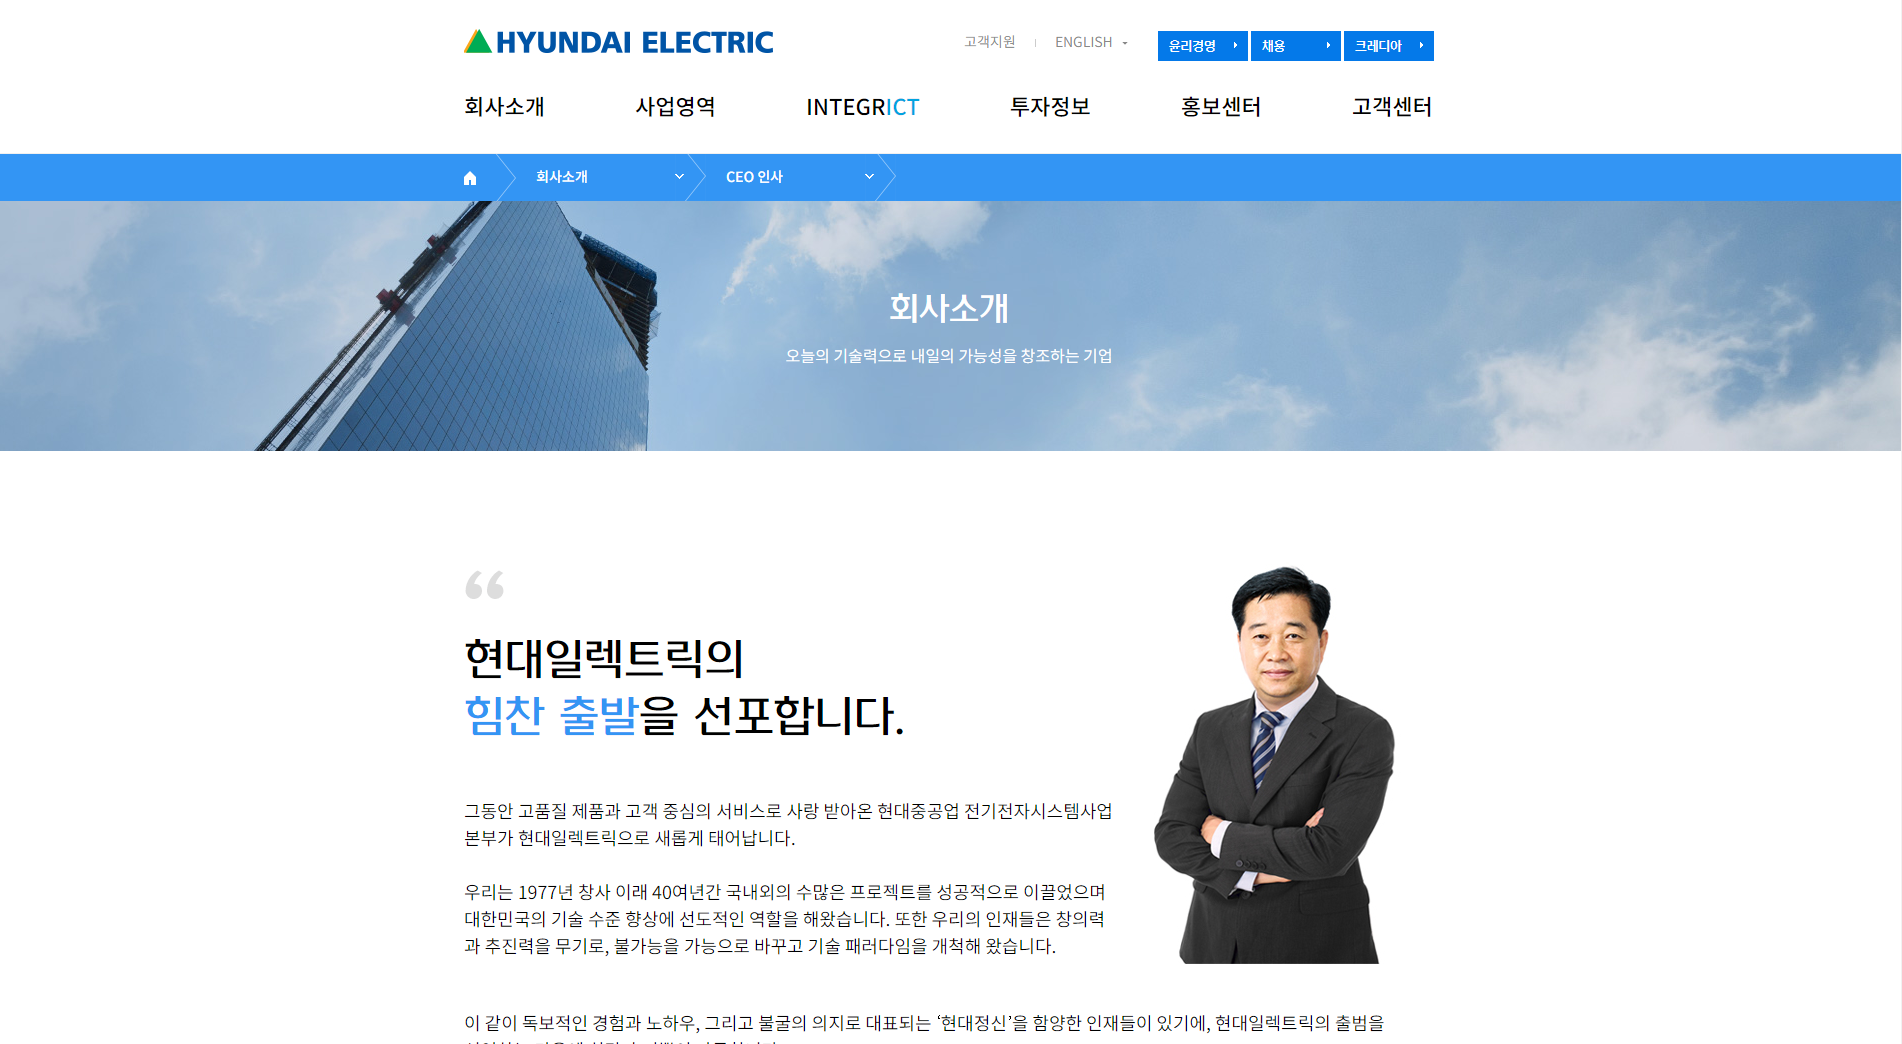 HYUNDAI ELECTRIC
고객지원
ENGLISH
윤리경영
채용
크레디아
회사소개
사업영역
INTEGRICT
투자정보
홍보센터
고객센터
회사소개
CEO 인사
회사소개
오늘의 기술력으로 내일의 가능성을 창조하는 기업
“
현대일렉트릭의
힘찬 출발을 선포합니다.
그동안 고품질 제품과 고객 중심의 서비스로 사랑 받아온 현대중공업 전기전자시스템사업
본부가 현대일렉트릭으로 새롭게 태어납니다.
우리는 1977년 창사 이래 40여년간 국내외의 수많은 프로젝트를 성공적으로 이끌었으며
대한민국의 기술 수준 향상에 선도적인 역할을 해왔습니다. 또한 우리의 인재들은 창의력
과 추진력을 무기로, 불가능을 가능으로 바꾸고 기술 패러다임을 개척해 왔습니다.
이 같이 독보적인 경험과 노하우, 그리고 불굴의 의지로 대표되는 ‘현대정신’을 함양한 인재들이 있기에, 현대일렉트릭의 출범을